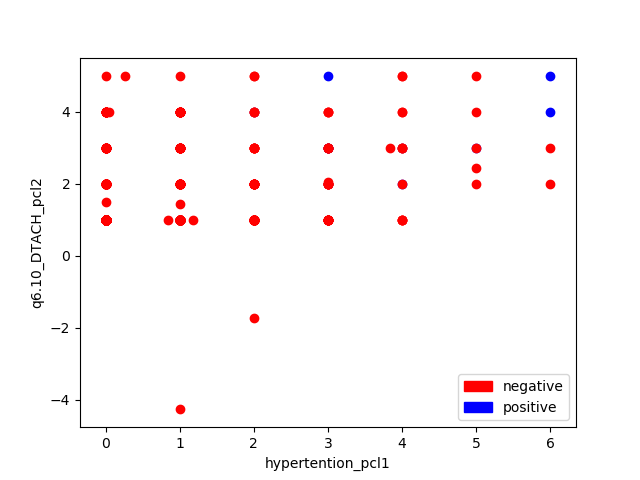 q6.10_DTACH_pcl2
4
2
0
−2
−4
0 1 2 3 4 5 6
hypertention_pcl1
negative
positive